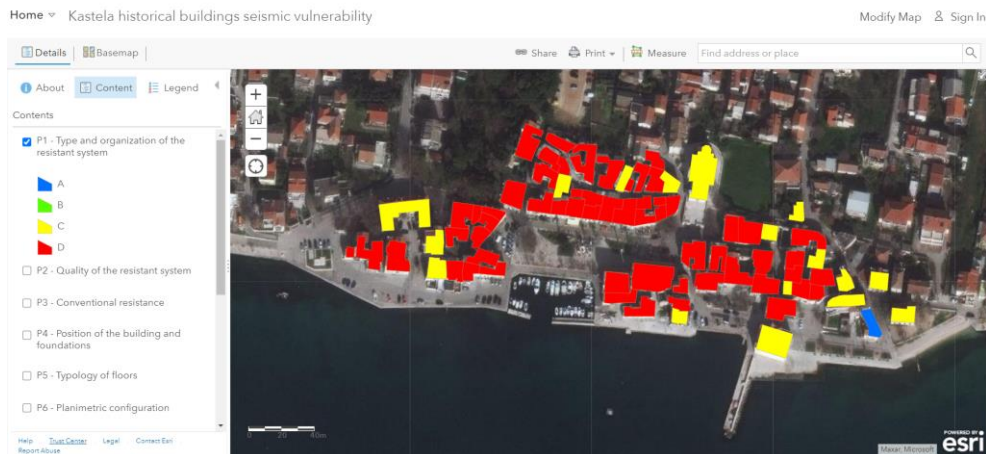 Home Kastela historical buildings seismic vulnerability
Modify Map Sign In
Details Basemap
Share Print Measure Find address or place
About Content Legend
Contents
P1 - Type and organization of the
resistant system
A
B
C
D
P2 - Quality of the resistant system
P3 - Conventional resistance
P4 - Position of the building and
foundations
P5 - Typology of floors
P6 - Planimetric configuration
Help Trust Center Legal Contact Esri
Report Abuse
0 20 40m
Maxar, Microsoft
POWERED BY
esri